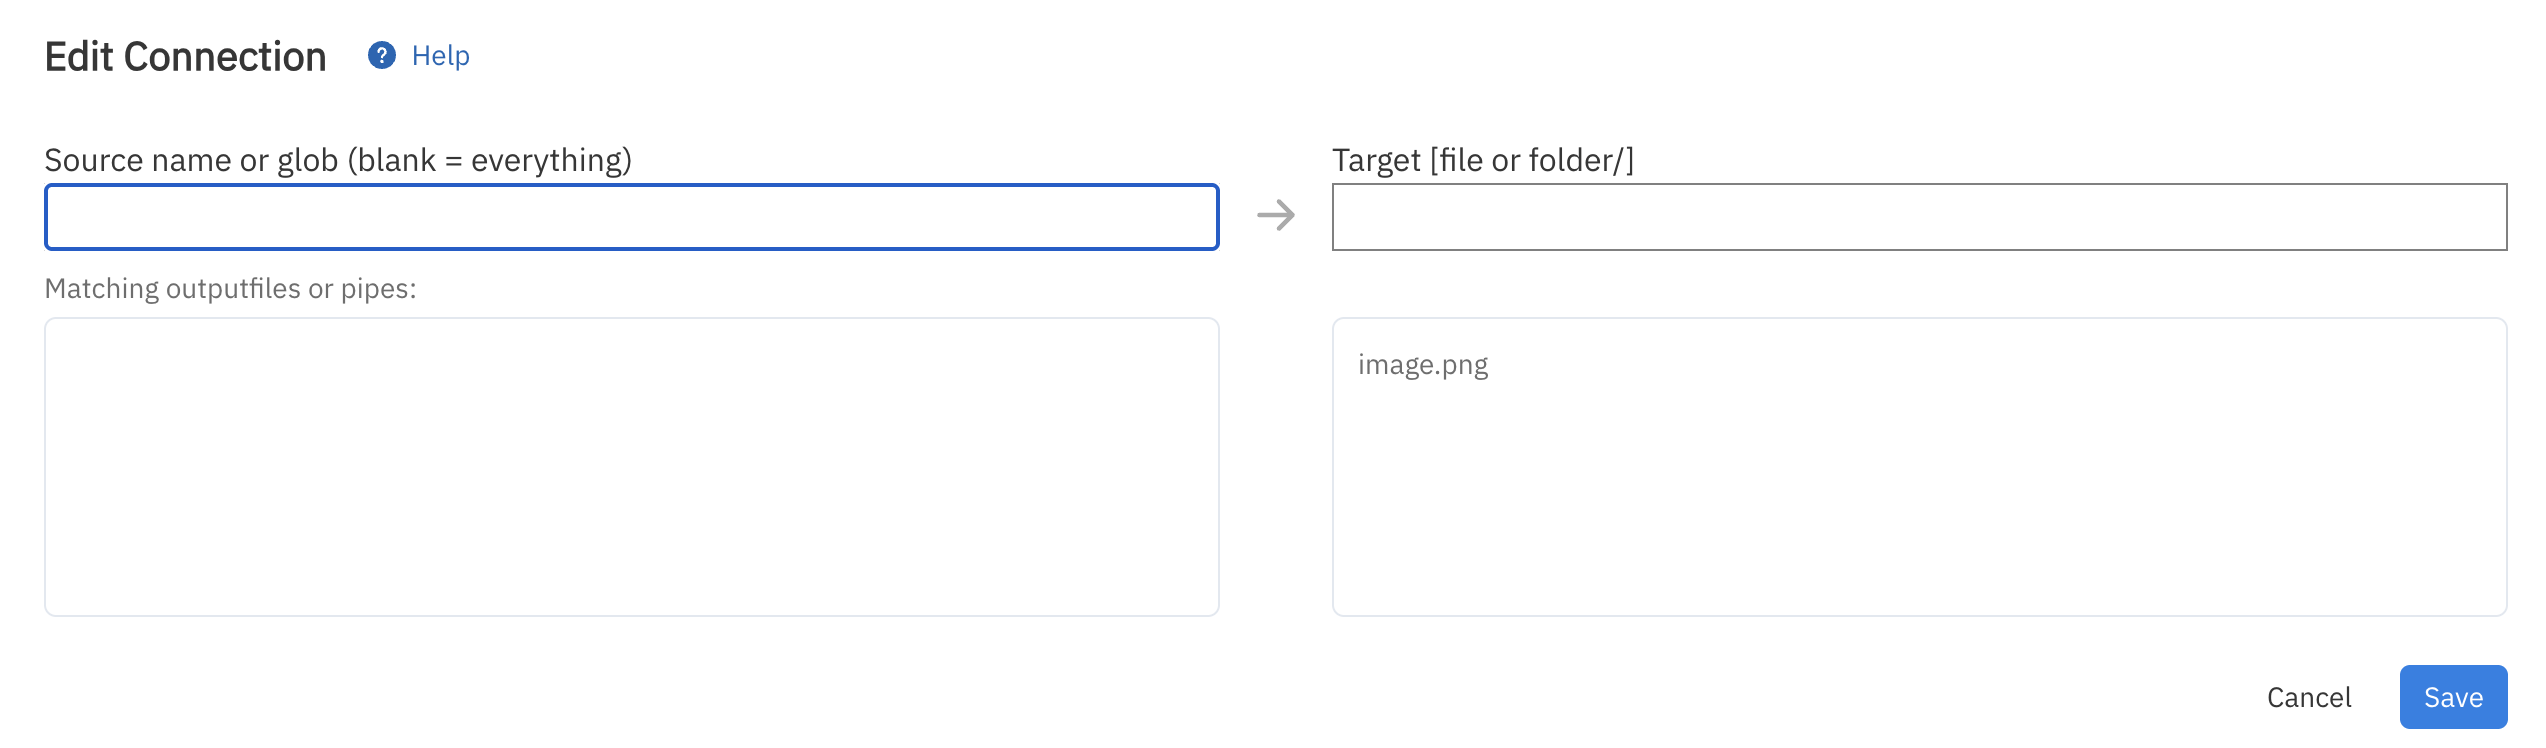 Edit Connection
? Help
Source name or glob (blank = everything)
Target [file or folder/]
Matching outputfiles or pipes:
image.png
Cancel
Save